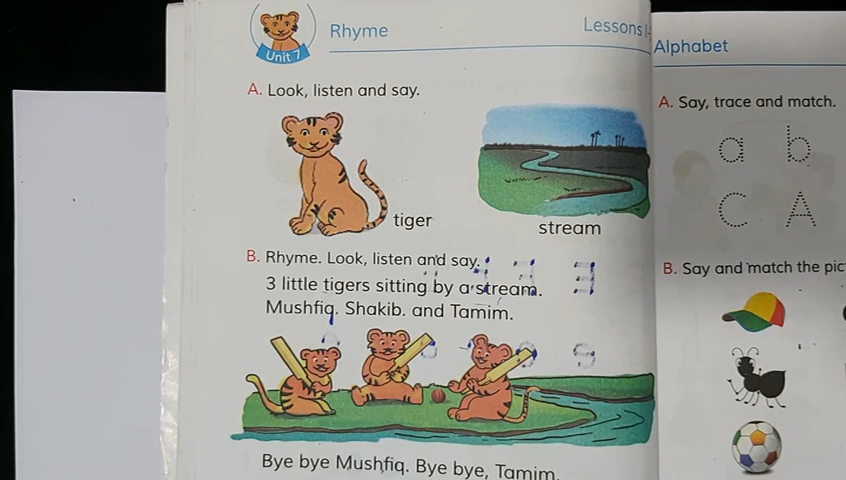 Unit 7
Rhyme
Lessons 1-
A. Look, listen and say.
tiger
stream
B. Rhyme. Look, listen and say.
3 little tigers sitting by a stream.
Mushfiq. Shakib. and Tamim.
Bye bye Mushfiq. Bye bye, Tamim.
Alphabet
A. Say, trace and match.
a b
C A
B. Say and match the pic